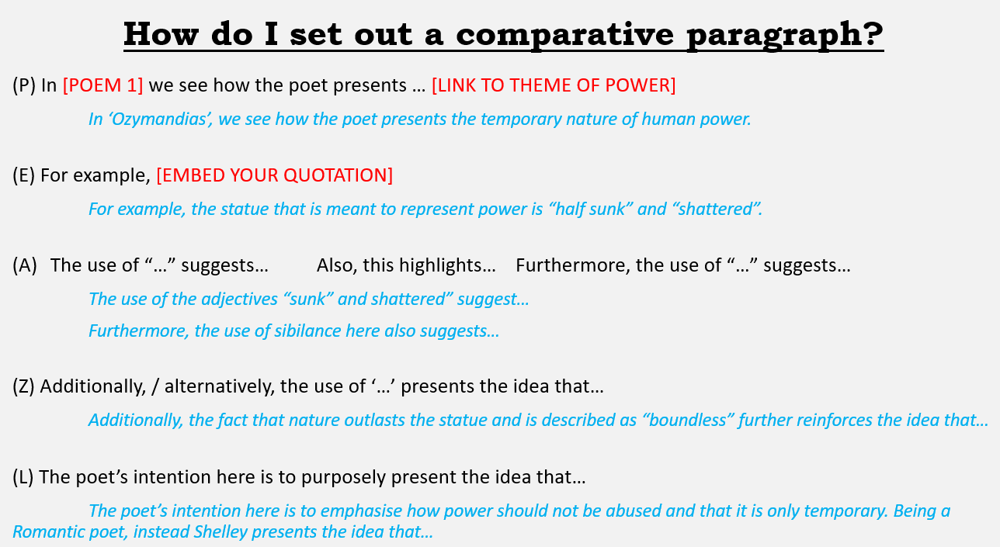 How do I set out a comparative paragraph?
(P) In [POEM 1] we see how the poet presents … [LINK TO THEME OF POWER]
In ‘Ozymandias’, we see how the poet presents the temporary nature of human power.
(E) For example, [EMBED YOUR QUOTATION]
For example, the statue that is meant to represent power is “half sunk” and “shattered”.
(A) The use of “…” suggests… Also, this highlights… Furthermore, the use of “…” suggests…
The use of the adjectives “sunk” and shattered” suggest…
Furthermore, the use of sibilance here also suggests…
(Z) Additionally, / alternatively, the use of ‘…’ presents the idea that…
Additionally, the fact that nature outlasts the statue and is described as “boundless” further reinforces the idea that…
(L) The poet’s intention here is to purposely present the idea that…
The poet’s intention here is to emphasise how power should not be abused and that it is only temporary. Being a
Romantic poet, instead Shelley presents the idea that…